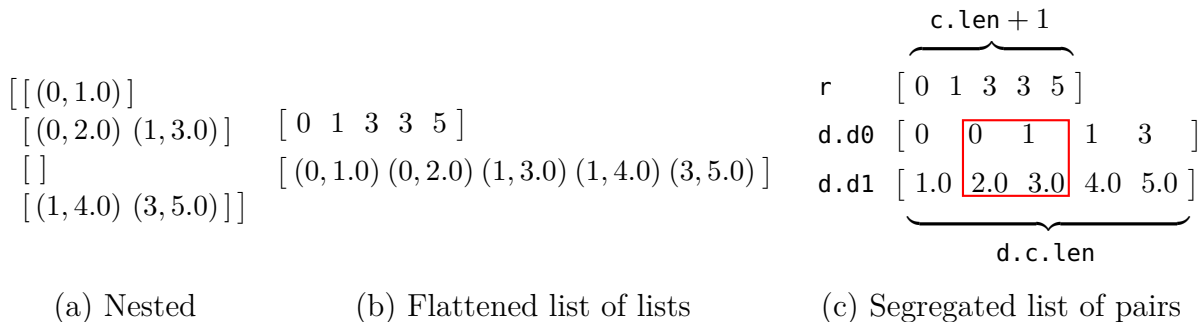 [ [ (0, 1.0) ]
[ (0, 2.0) (1, 3.0) ]
[ ]
[ (1, 4.0) (3, 5.0) ] ]
(a) Nested
[ 0 1 3 3 5 ]
[ (0, 1.0) (0, 2.0) (1, 3.0) (1, 4.0) (3, 5.0) ]
(b) Flattened list of lists
c.len + 1
r [ 0 1 3 3 5 ]
d.d0 [ 0 0 1 1 3 ]
d.d1 [ 1.0 2.0 3.0 4.0 5.0 ]
d.c.len
(c) Segregated list of pairs